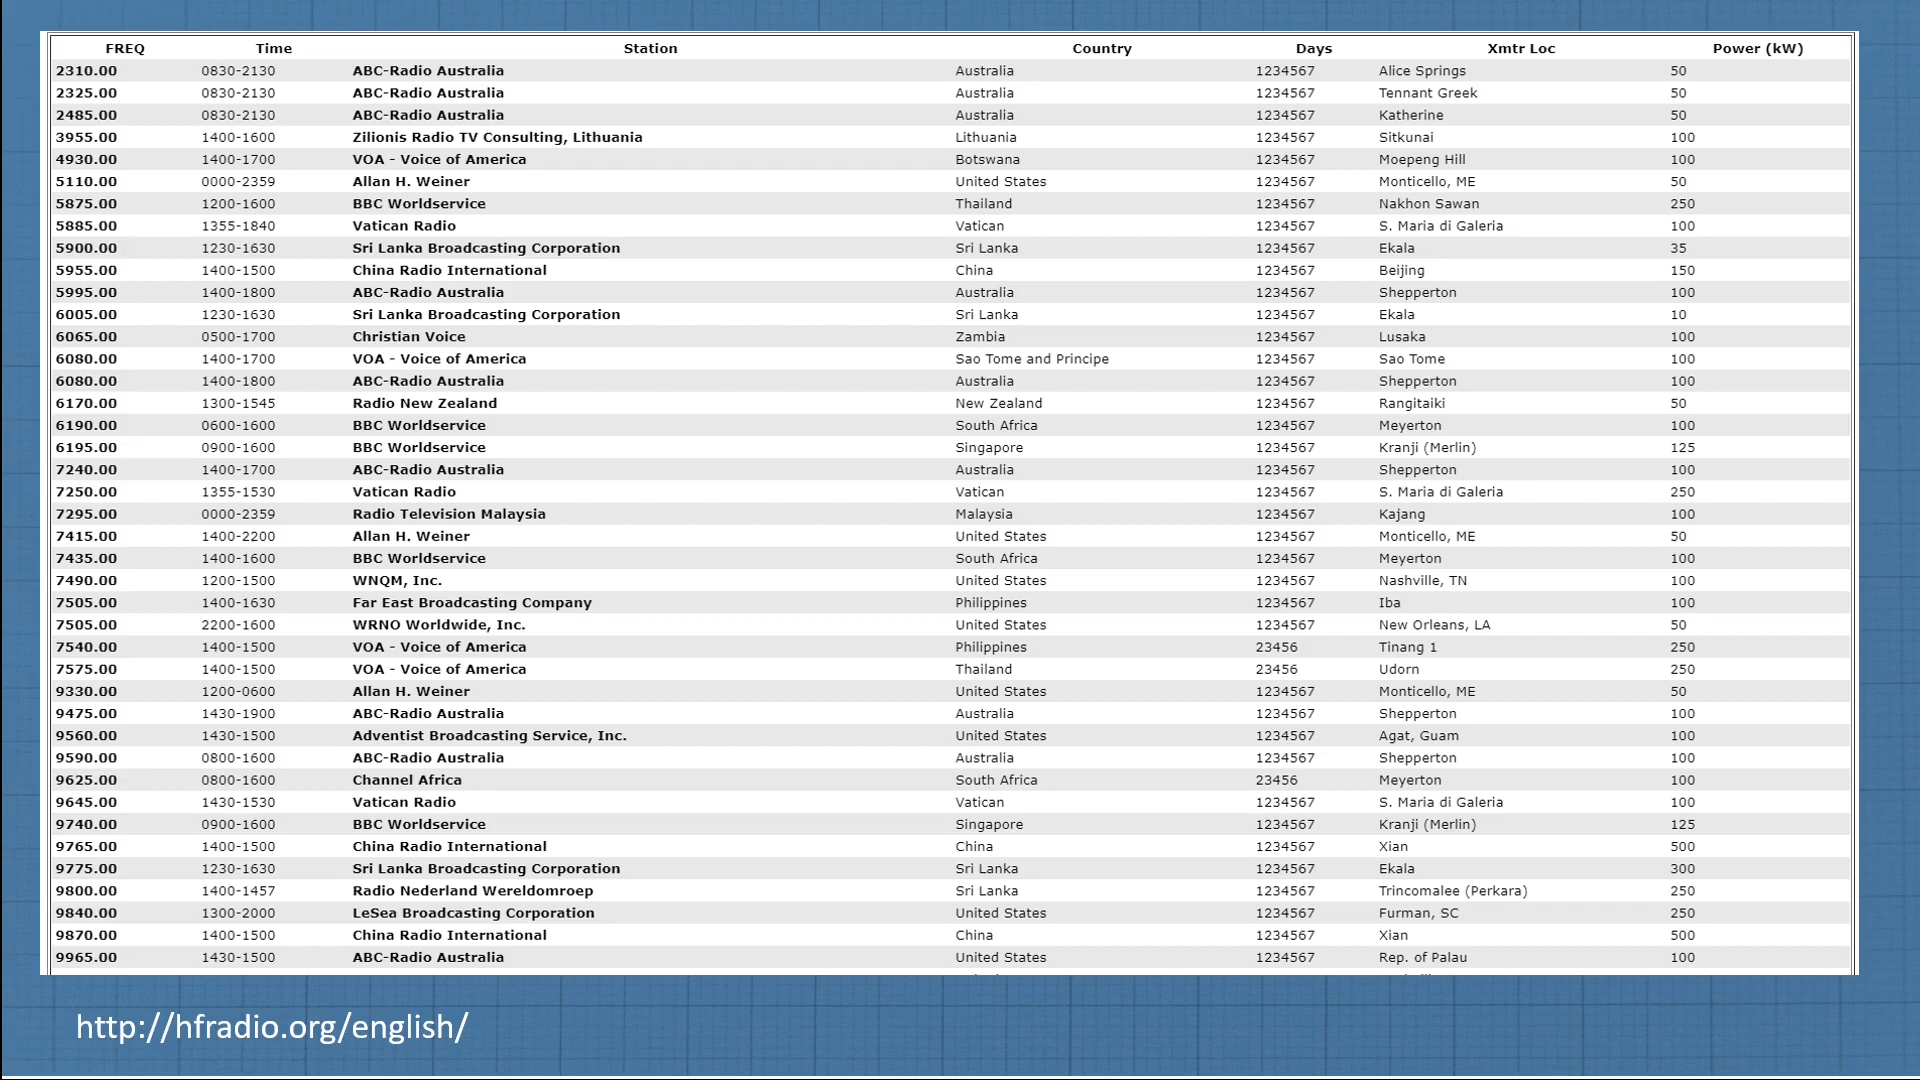 FREQ Time Station Country Days Xmtr Loc Power (kW)
2310.00 0830-2130 ABC-Radio Australia Australia 1234567 Alice Springs 50
2325.00 0830-2130 ABC-Radio Australia Australia 1234567 Tennant Greek 50
2485.00 0830-2130 ABC-Radio Australia Australia 1234567 Katherine 50
3955.00 1400-1600 Zilionis Radio TV Consulting, Lithuania Lithuania 1234567 Sitkunai 100
4930.00 1400-1700 VOA - Voice of America Botswana 1234567 Moepeng Hill 100
5110.00 0000-2359 Allan H. Weiner United States 1234567 Monticello, ME 50
5875.00 1200-1600 BBC Worldservice Thailand 1234567 Nakhon Sawan 250
5885.00 1355-1840 Vatican Radio Vatican 1234567 S. Maria di Galeria 100
5900.00 1230-1630 Sri Lanka Broadcasting Corporation Sri Lanka 1234567 Ekala 35
5955.00 1400-1500 China Radio International China 1234567 Beijing 150
5995.00 1400-1800 ABC-Radio Australia Australia 1234567 Shepperton 100
6005.00 1230-1630 Sri Lanka Broadcasting Corporation Sri Lanka 1234567 Ekala 10
6065.00 0500-1700 Christian Voice Zambia 1234567 Lusaka 100
6080.00 1400-1700 VOA - Voice of America Sao Tome and Principe 1234567 Sao Tome 100
6080.00 1400-1800 ABC-Radio Australia Australia 1234567 Shepperton 100
6170.00 1300-1545 Radio New Zealand New Zealand 1234567 Rangitaiki 50
6190.00 0600-1600 BBC Worldservice South Africa 1234567 Meyerton 100
6195.00 0900-1600 BBC Worldservice Singapore 1234567 Kranji (Merlin) 125
7240.00 1400-1700 ABC-Radio Australia Australia 1234567 Shepperton 100
7250.00 1355-1530 Vatican Radio Vatican 1234567 S. Maria di Galeria 250
7295.00 0000-2359 Radio Television Malaysia Malaysia 1234567 Kajang 100
7415.00 1400-2200 Allan H. Weiner United States 1234567 Monticello, ME 50
7435.00 1400-1600 BBC Worldservice South Africa 1234567 Meyerton 100
7490.00 1200-1500 WNQM, Inc. United States 1234567 Nashville, TN 100
7505.00 1400-1630 Far East Broadcasting Company Philippines 1234567 Iba 100
7505.00 2200-1600 WRNO Worldwide, Inc. United States 1234567 New Orleans, LA 50
7540.00 1400-1500 VOA - Voice of America Philippines 23456 Tinang 1 250
7575.00 1400-1500 VOA - Voice of America Thailand 23456 Udorn 250
9330.00 1200-0600 Allan H. Weiner United States 1234567 Monticello, ME 50
9475.00 1430-1900 ABC-Radio Australia Australia 1234567 Shepperton 100
9560.00 1430-1500 Adventist Broadcasting Service, Inc. United States 1234567 Agat, Guam 100
9590.00 0800-1600 ABC-Radio Australia Australia 1234567 Shepperton 100
9625.00 0800-1600 Channel Africa South Africa 23456 Meyerton 100
9645.00 1430-1530 Vatican Radio Vatican 1234567 S. Maria di Galeria 100
9740.00 0900-1600 BBC Worldservice Singapore 1234567 Kranji (Merlin) 125
9765.00 1400-1500 China Radio International China 1234567 Xian 500
9775.00 1230-1630 Sri Lanka Broadcasting Corporation Sri Lanka 1234567 Ekala 300
9800.00 1400-1457 Radio Nederland Wereldomroep Sri Lanka 1234567 Trincomalee (Perkara) 250
9840.00 1300-2000 LeSea Broadcasting Corporation United States 1234567 Furman, SC 250
9870.00 1400-1500 China Radio International China 1234567 Xian 500
9965.00 1430-1500 ABC-Radio Australia United States 1234567 Rep. of Palau 100
http://hfradio.org/english/